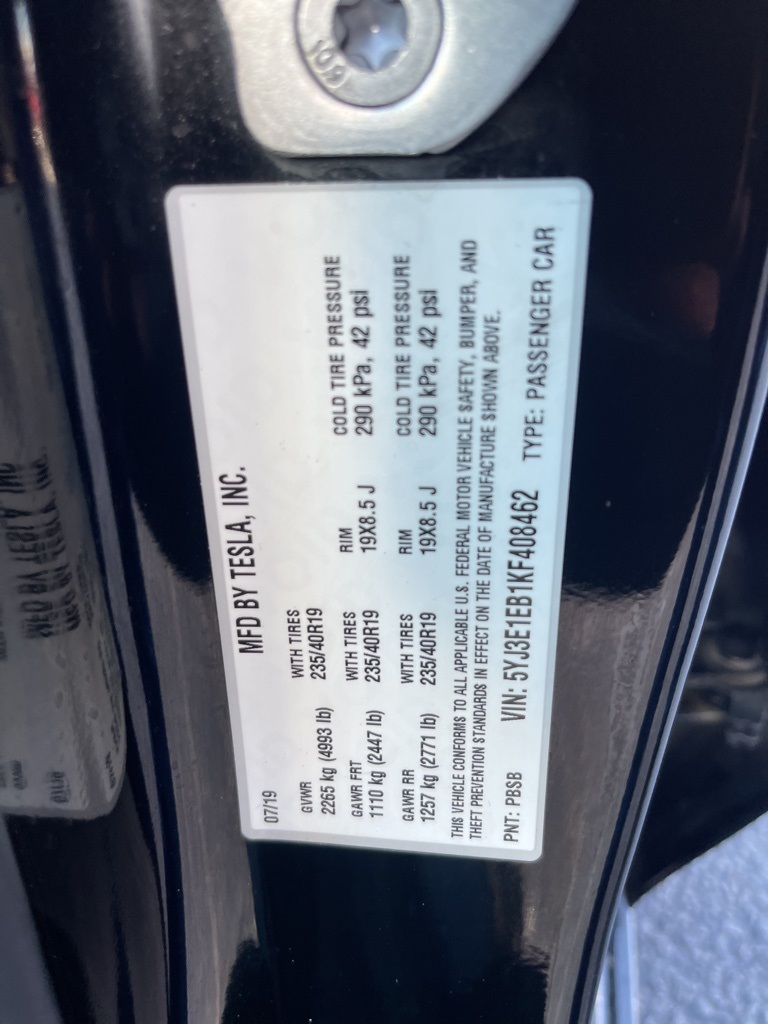 10.9
MFD BY TESLA, INC.
07/19
GVWR WITH TIRES
2265 kg (4993 lb) 235/40R19
GAWR FRT WITH TIRES RIM COLD TIRE PRESSURE
1110 kg (2447 lb) 235/40R19 19X8.5 J 290 kPa, 42 psi
GAWR RR WITH TIRES RIM COLD TIRE PRESSURE
1257 kg (2771 lb) 235/40R19 19X8.5 J 290 kPa, 42 psi
THIS VEHICLE CONFORMS TO ALL APPLICABLE U.S. FEDERAL MOTOR VEHICLE SAFETY, BUMPER, AND
THEFT PREVENTION STANDARDS IN EFFECT ON THE DATE OF MANUFACTURE SHOWN ABOVE.
PNT: PBSB VIN: 5YJ3E1EB1KF408462 TYPE: PASSENGER CAR